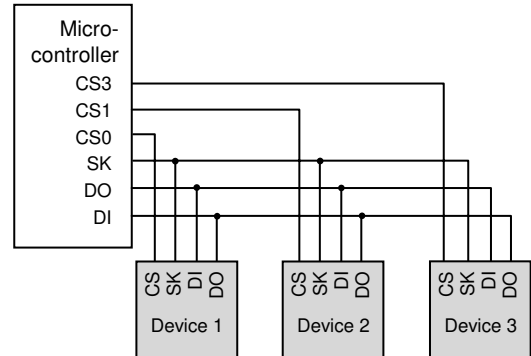 Micro-
controller
CS3
CS1
CS0
SK
DO
DI
CS SK DI DO
Device 1
CS SK DI DO
Device 2
CS SK DI DO
Device 3